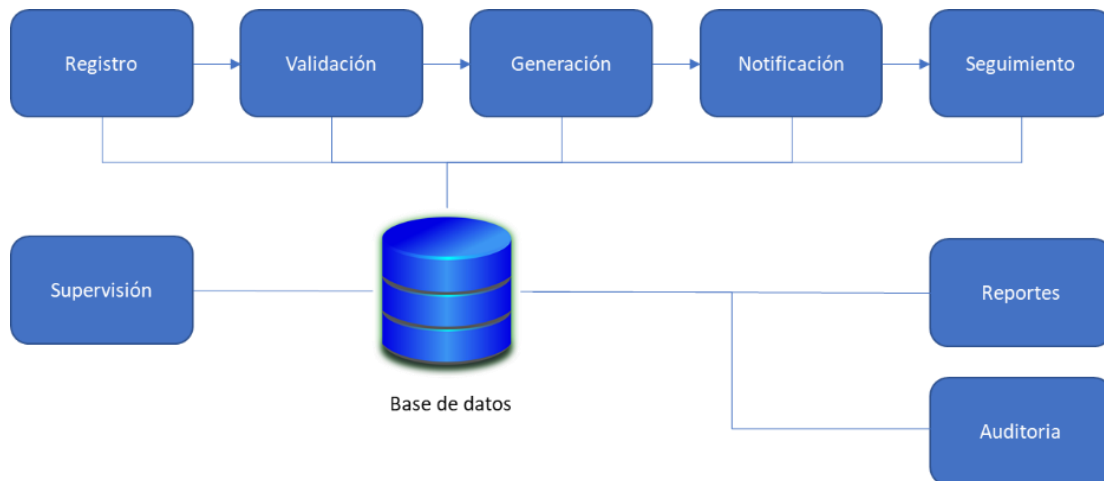 Registro
Validación
Generación
Notificación
Seguimiento
Supervisión
Reportes
Base de datos
Auditoria